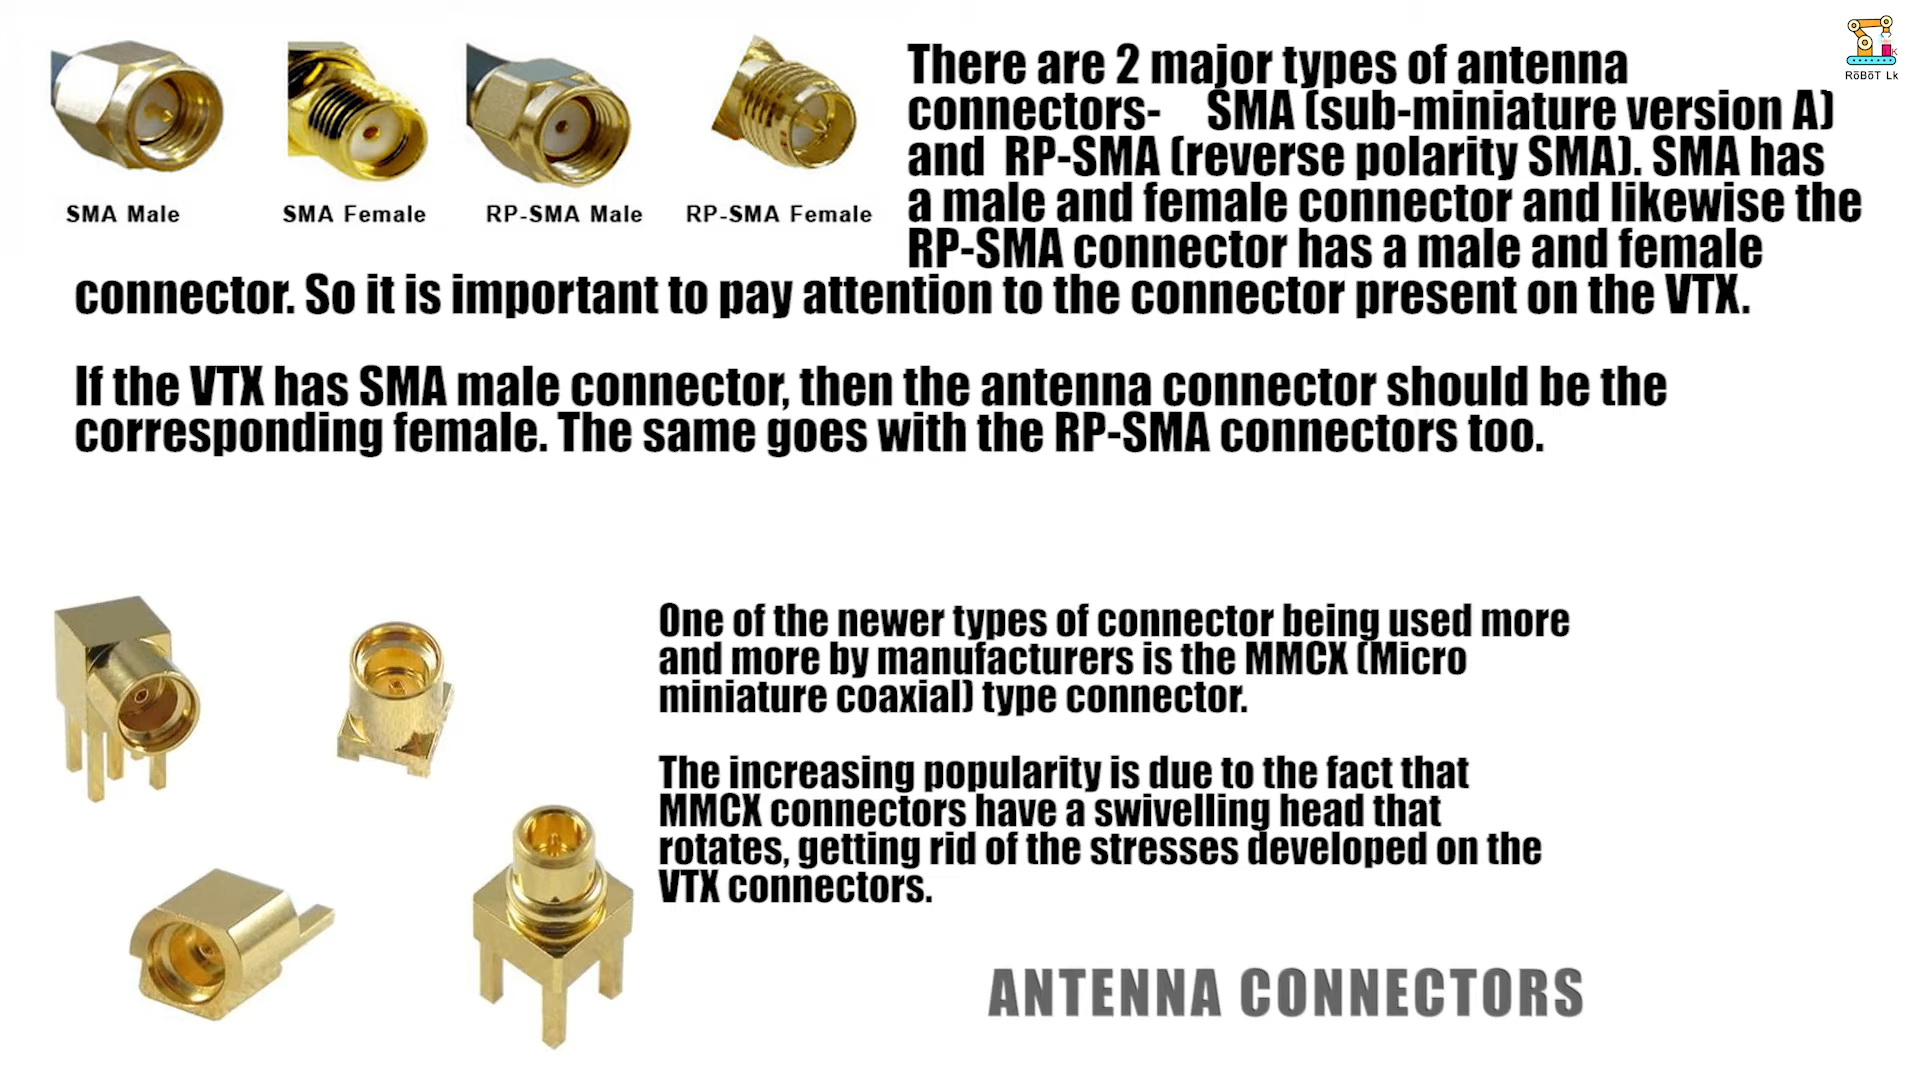 There are 2 major types of antenna
connectors- SMA (sub-miniature version A)
and RP-SMA (reverse polarity SMA). SMA has
a male and female connector and likewise the
RP-SMA connector has a male and female
connector. So it is important to pay attention to the connector present on the VTX.
SMA Male
SMA Female
RP-SMA Male
RP-SMA Female
If the VTX has SMA male connector, then the antenna connector should be the
corresponding female. The same goes with the RP-SMA connectors too.
One of the newer types of connector being used more
and more by manufacturers is the MMCX (Micro
miniature coaxial) type connector.
The increasing popularity is due to the fact that
MMCX connectors have a swivelling head that
rotates, getting rid of the stresses developed on the
VTX connectors.
ANTENNA CONNECTORS
RōBōT Lk